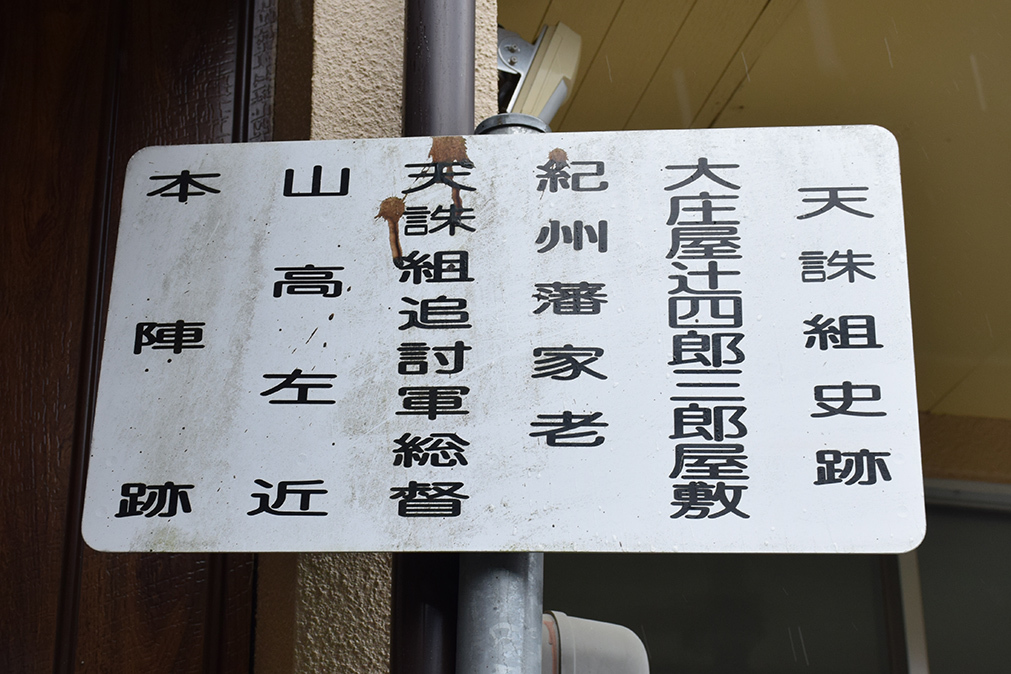 天誅組史跡
大庄屋辻四郎三郎屋敷
紀州藩家老
天誅組追討軍総督
山高左近
本陣跡